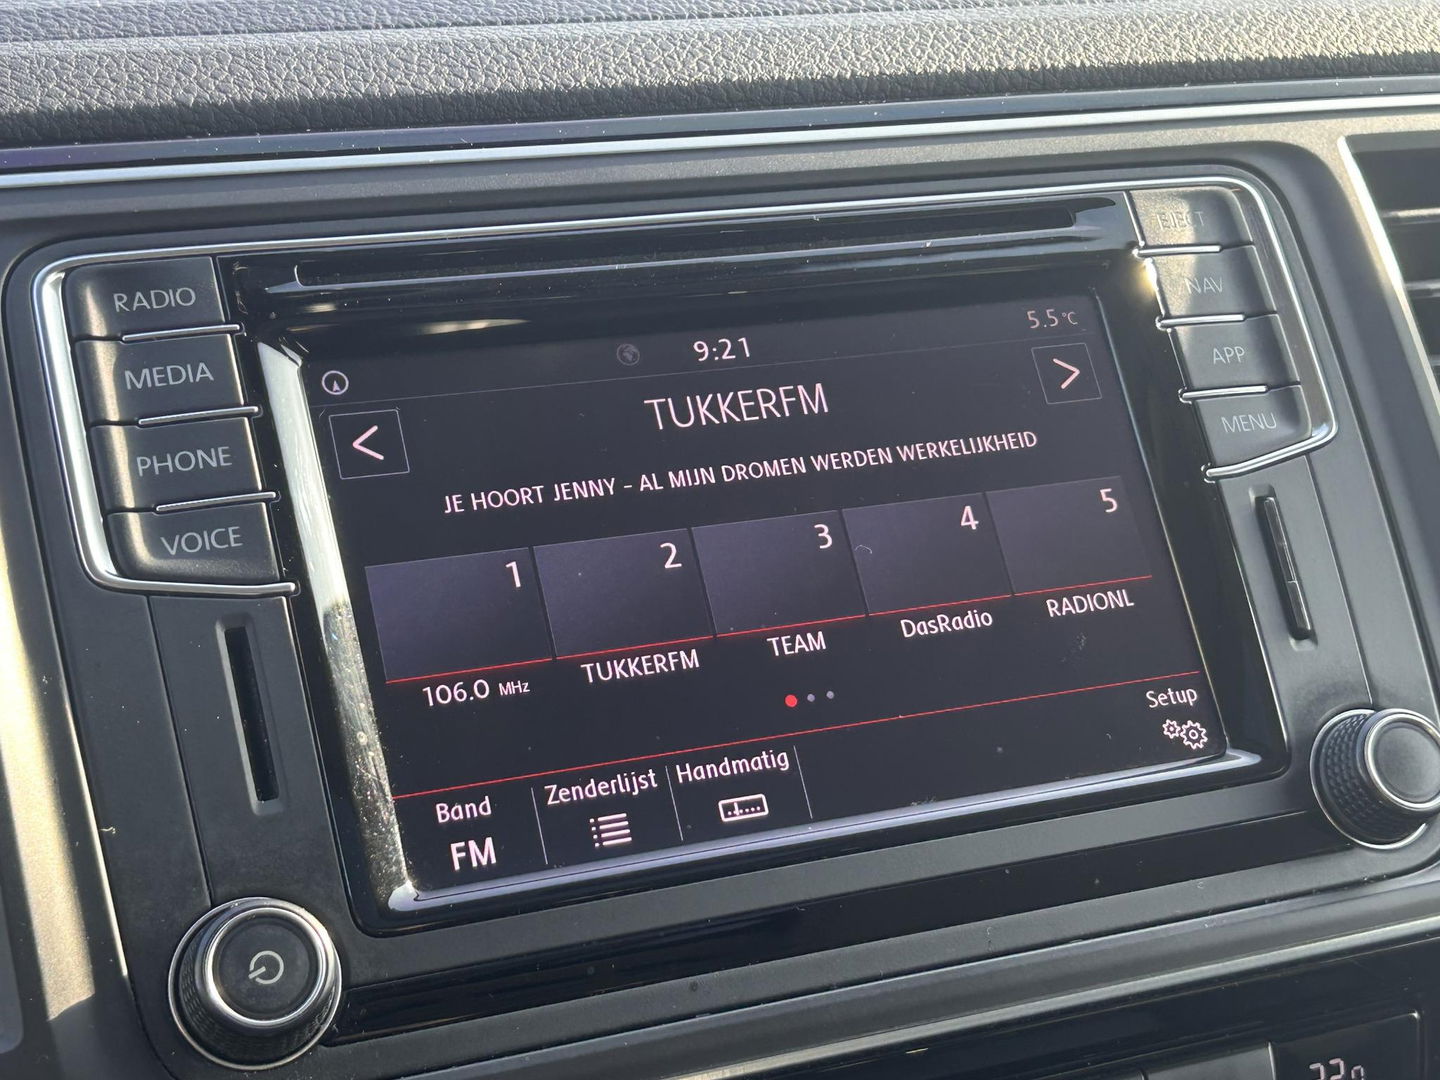 RADIO
MEDIA
PHONE
VOICE
EJECT
NAV
APP
MENU
9:21
5.5 °C
TUKKERFM
JE HOORT JENNY - AL MIJN DROMEN WERDEN WERKELIJKHEID
1 2 3 4 5
106.0 MHz TUKKERFM TEAM DasRadio RADIONL
Band Zenderlijst Handmatig Setup
FM